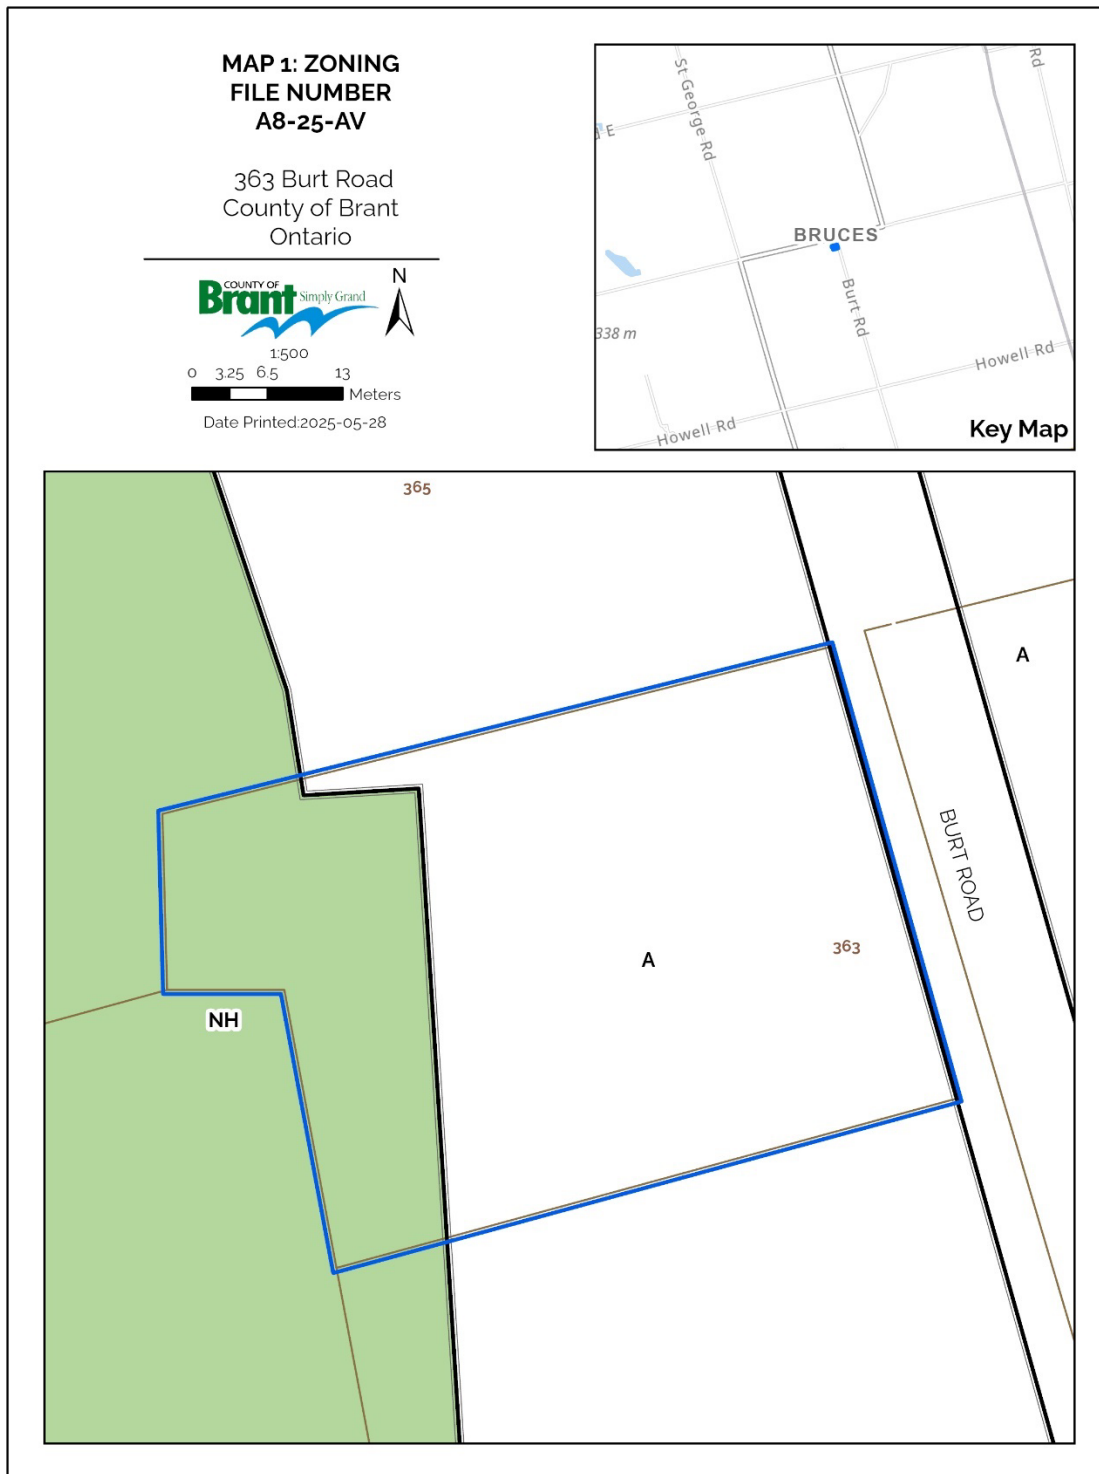 MAP 1: ZONING
FILE NUMBER
A8-25-AV
363 Burt Road
County of Brant
Ontario
COUNTY OF
Brant Simply Grand
N
1:500
0 3.25 6.5 13
Meters
Date Printed:2025-05-28
St George Rd
Rd
E
BRUCES
Burt Rd
338 m
Howell Rd
Howell Rd
Key Map
365
A
BURT ROAD
363
A
NH